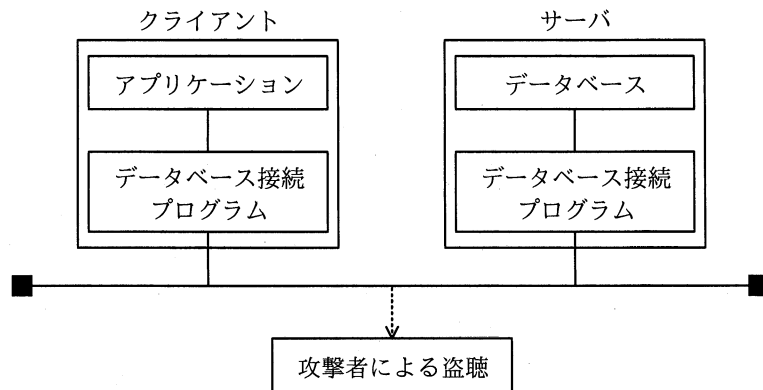 クライアント
サーバ
アプリケーション
データベース
データベース接続
プログラム
データベース接続
プログラム
攻撃者による盗聴